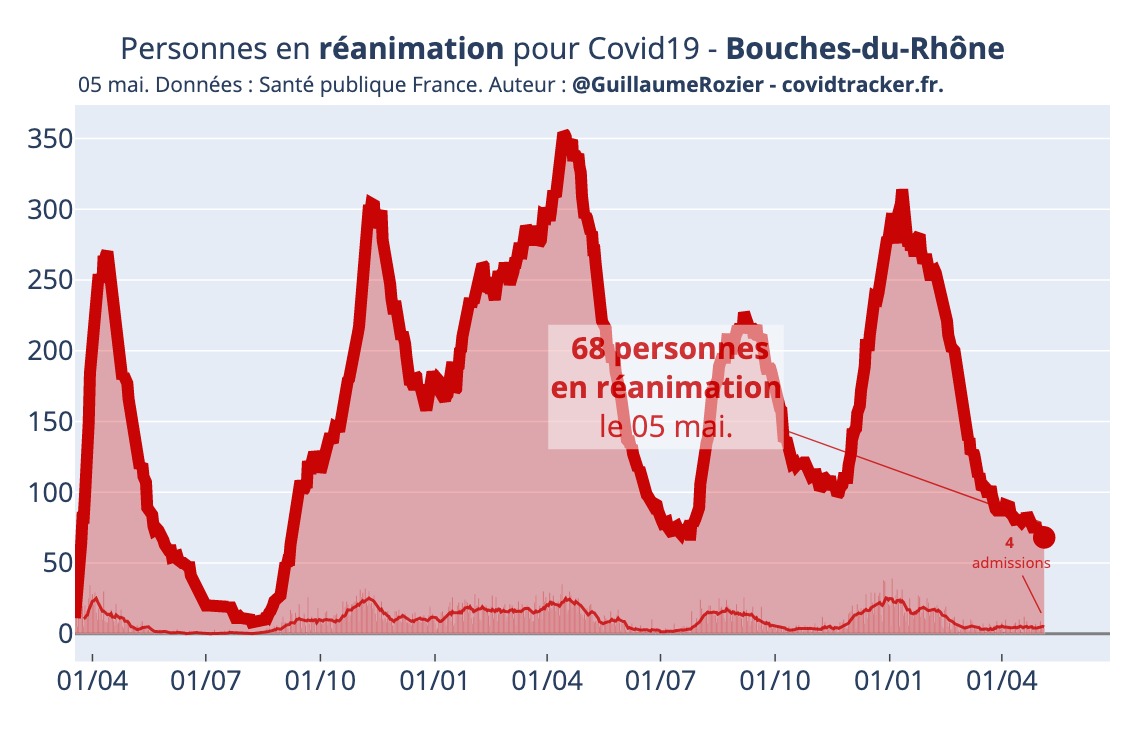 Personnes en réanimation pour Covid19 - Bouches-du-Rhône
05 mai. Données : Santé publique France. Auteur : @GuillaumeRozier - covidtracker.fr.
350
300
250
200
150
100
50
0
68 personnes
en réanimation
le 05 mai.
4
admissions
01/04 01/07 01/10 01/01 01/04 01/07 01/10 01/01 01/04